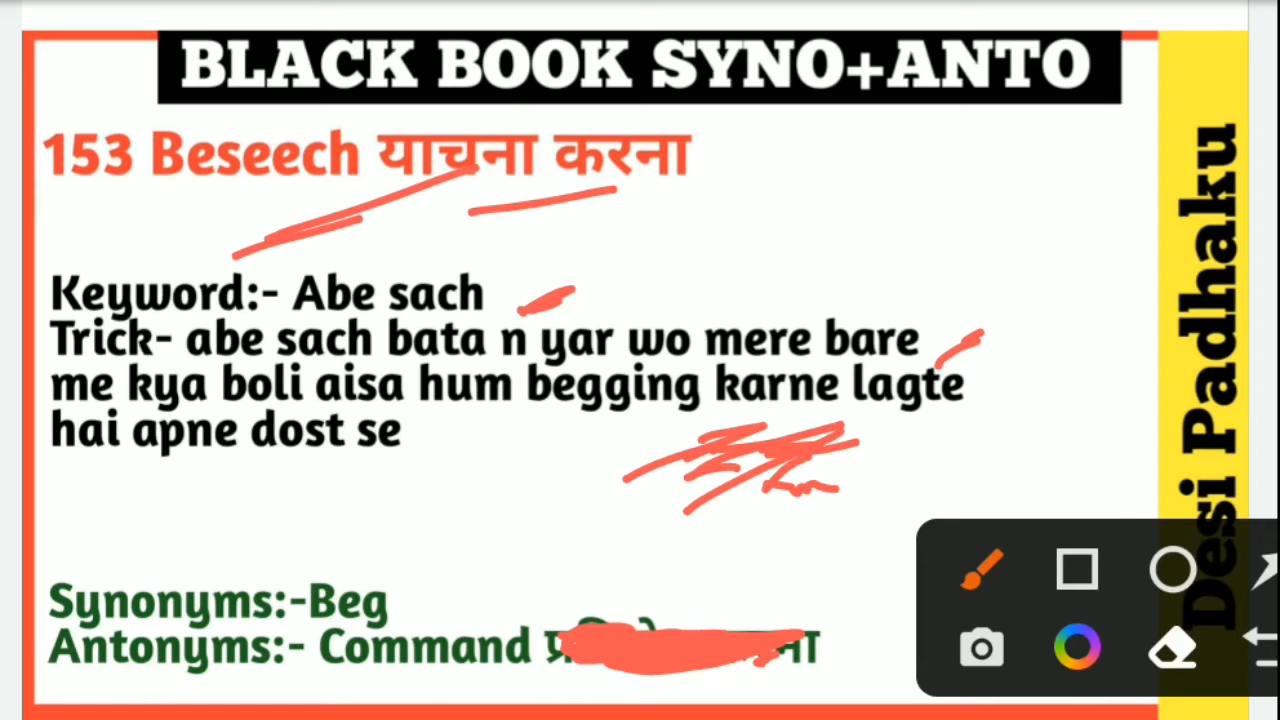 BLACK BOOK SYNO+ANTO
153 Beseech याचना करना
Keyword:- Abe sach
Trick- abe sach bata n yar wo mere bare
me kya boli aisa hum begging karne lagte
hai apne dost se
Synonyms:-Beg
Antonyms:- Command
Desi Padhaku